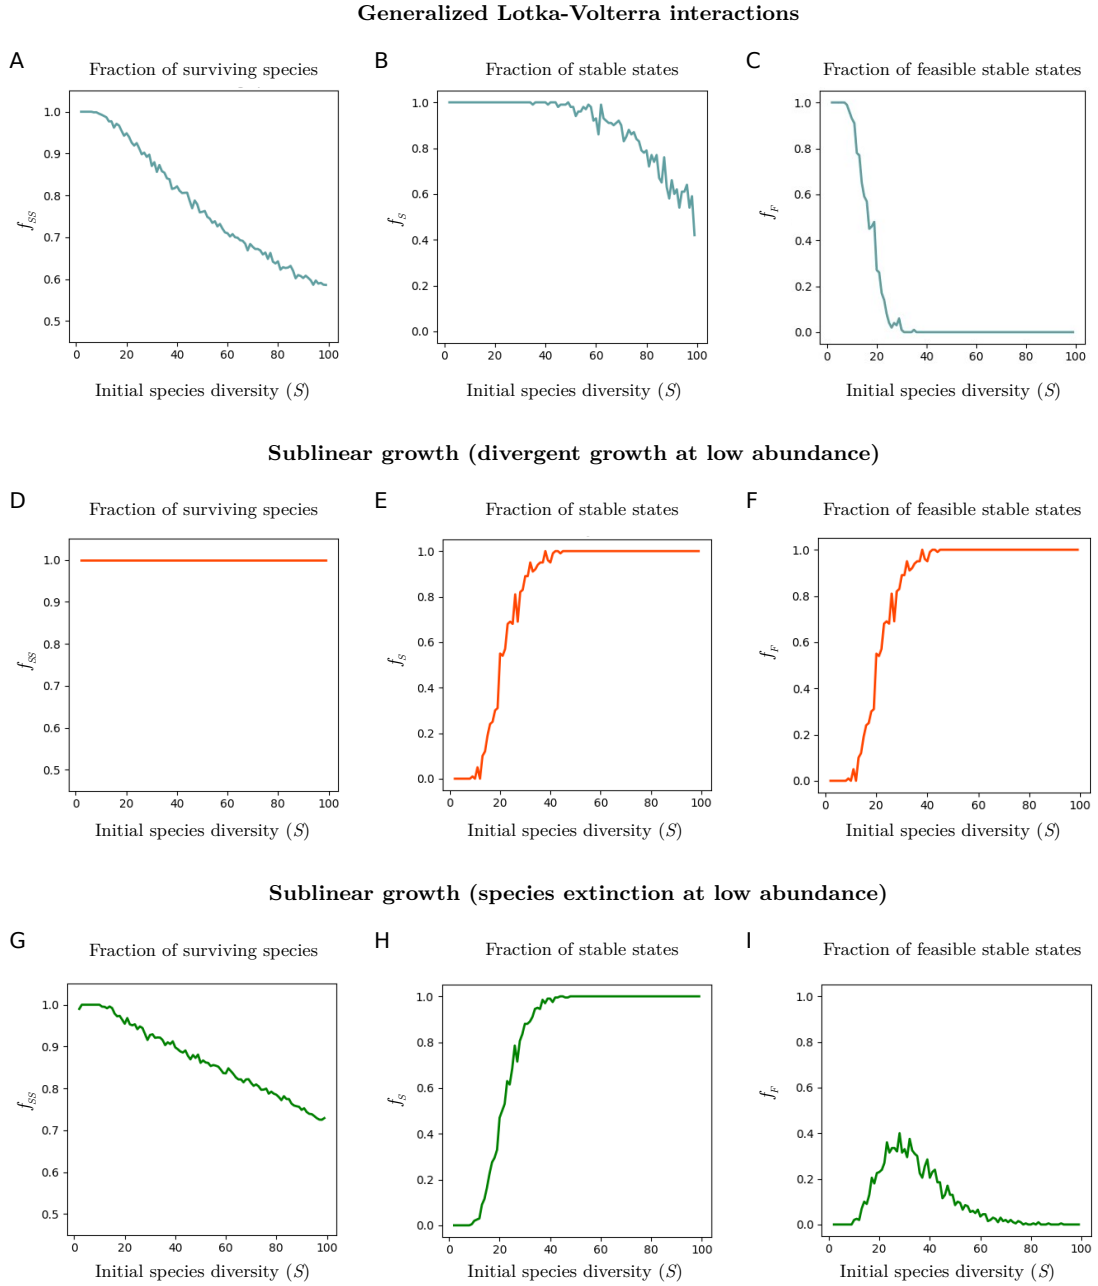 Generalized Lotka-Volterra interactions
A
Fraction of surviving species
1.0
0.9
0.8
0.7
0.6
0.5
f_SS
0 20 40 60 80 100
Initial species diversity (S)
B
Fraction of stable states
1.0
0.8
0.6
0.4
0.2
0.0
f_S
0 20 40 60 80 100
Initial species diversity (S)
C
Fraction of feasible stable states
1.0
0.8
0.6
0.4
0.2
0.0
f_F
0 20 40 60 80 100
Initial species diversity (S)
Sublinear growth (divergent growth at low abundance)
D
Fraction of surviving species
1.0
0.9
0.8
0.7
0.6
0.5
f_SS
0 20 40 60 80 100
Initial species diversity (S)
E
Fraction of stable states
1.0
0.8
0.6
0.4
0.2
0.0
f_S
0 20 40 60 80 100
Initial species diversity (S)
F
Fraction of feasible stable states
1.0
0.8
0.6
0.4
0.2
0.0
f_F
0 20 40 60 80 100
Initial species diversity (S)
Sublinear growth (species extinction at low abundance)
G
Fraction of surviving species
1.0
0.9
0.8
0.7
0.6
0.5
f_SS
0 20 40 60 80 100
Initial species diversity (S)
H
Fraction of stable states
1.0
0.8
0.6
0.4
0.2
0.0
f_S
0 20 40 60 80 100
Initial species diversity (S)
I
Fraction of feasible stable states
1.0
0.8
0.6
0.4
0.2
0.0
f_F
0 20 40 60 80 100
Initial species diversity (S)